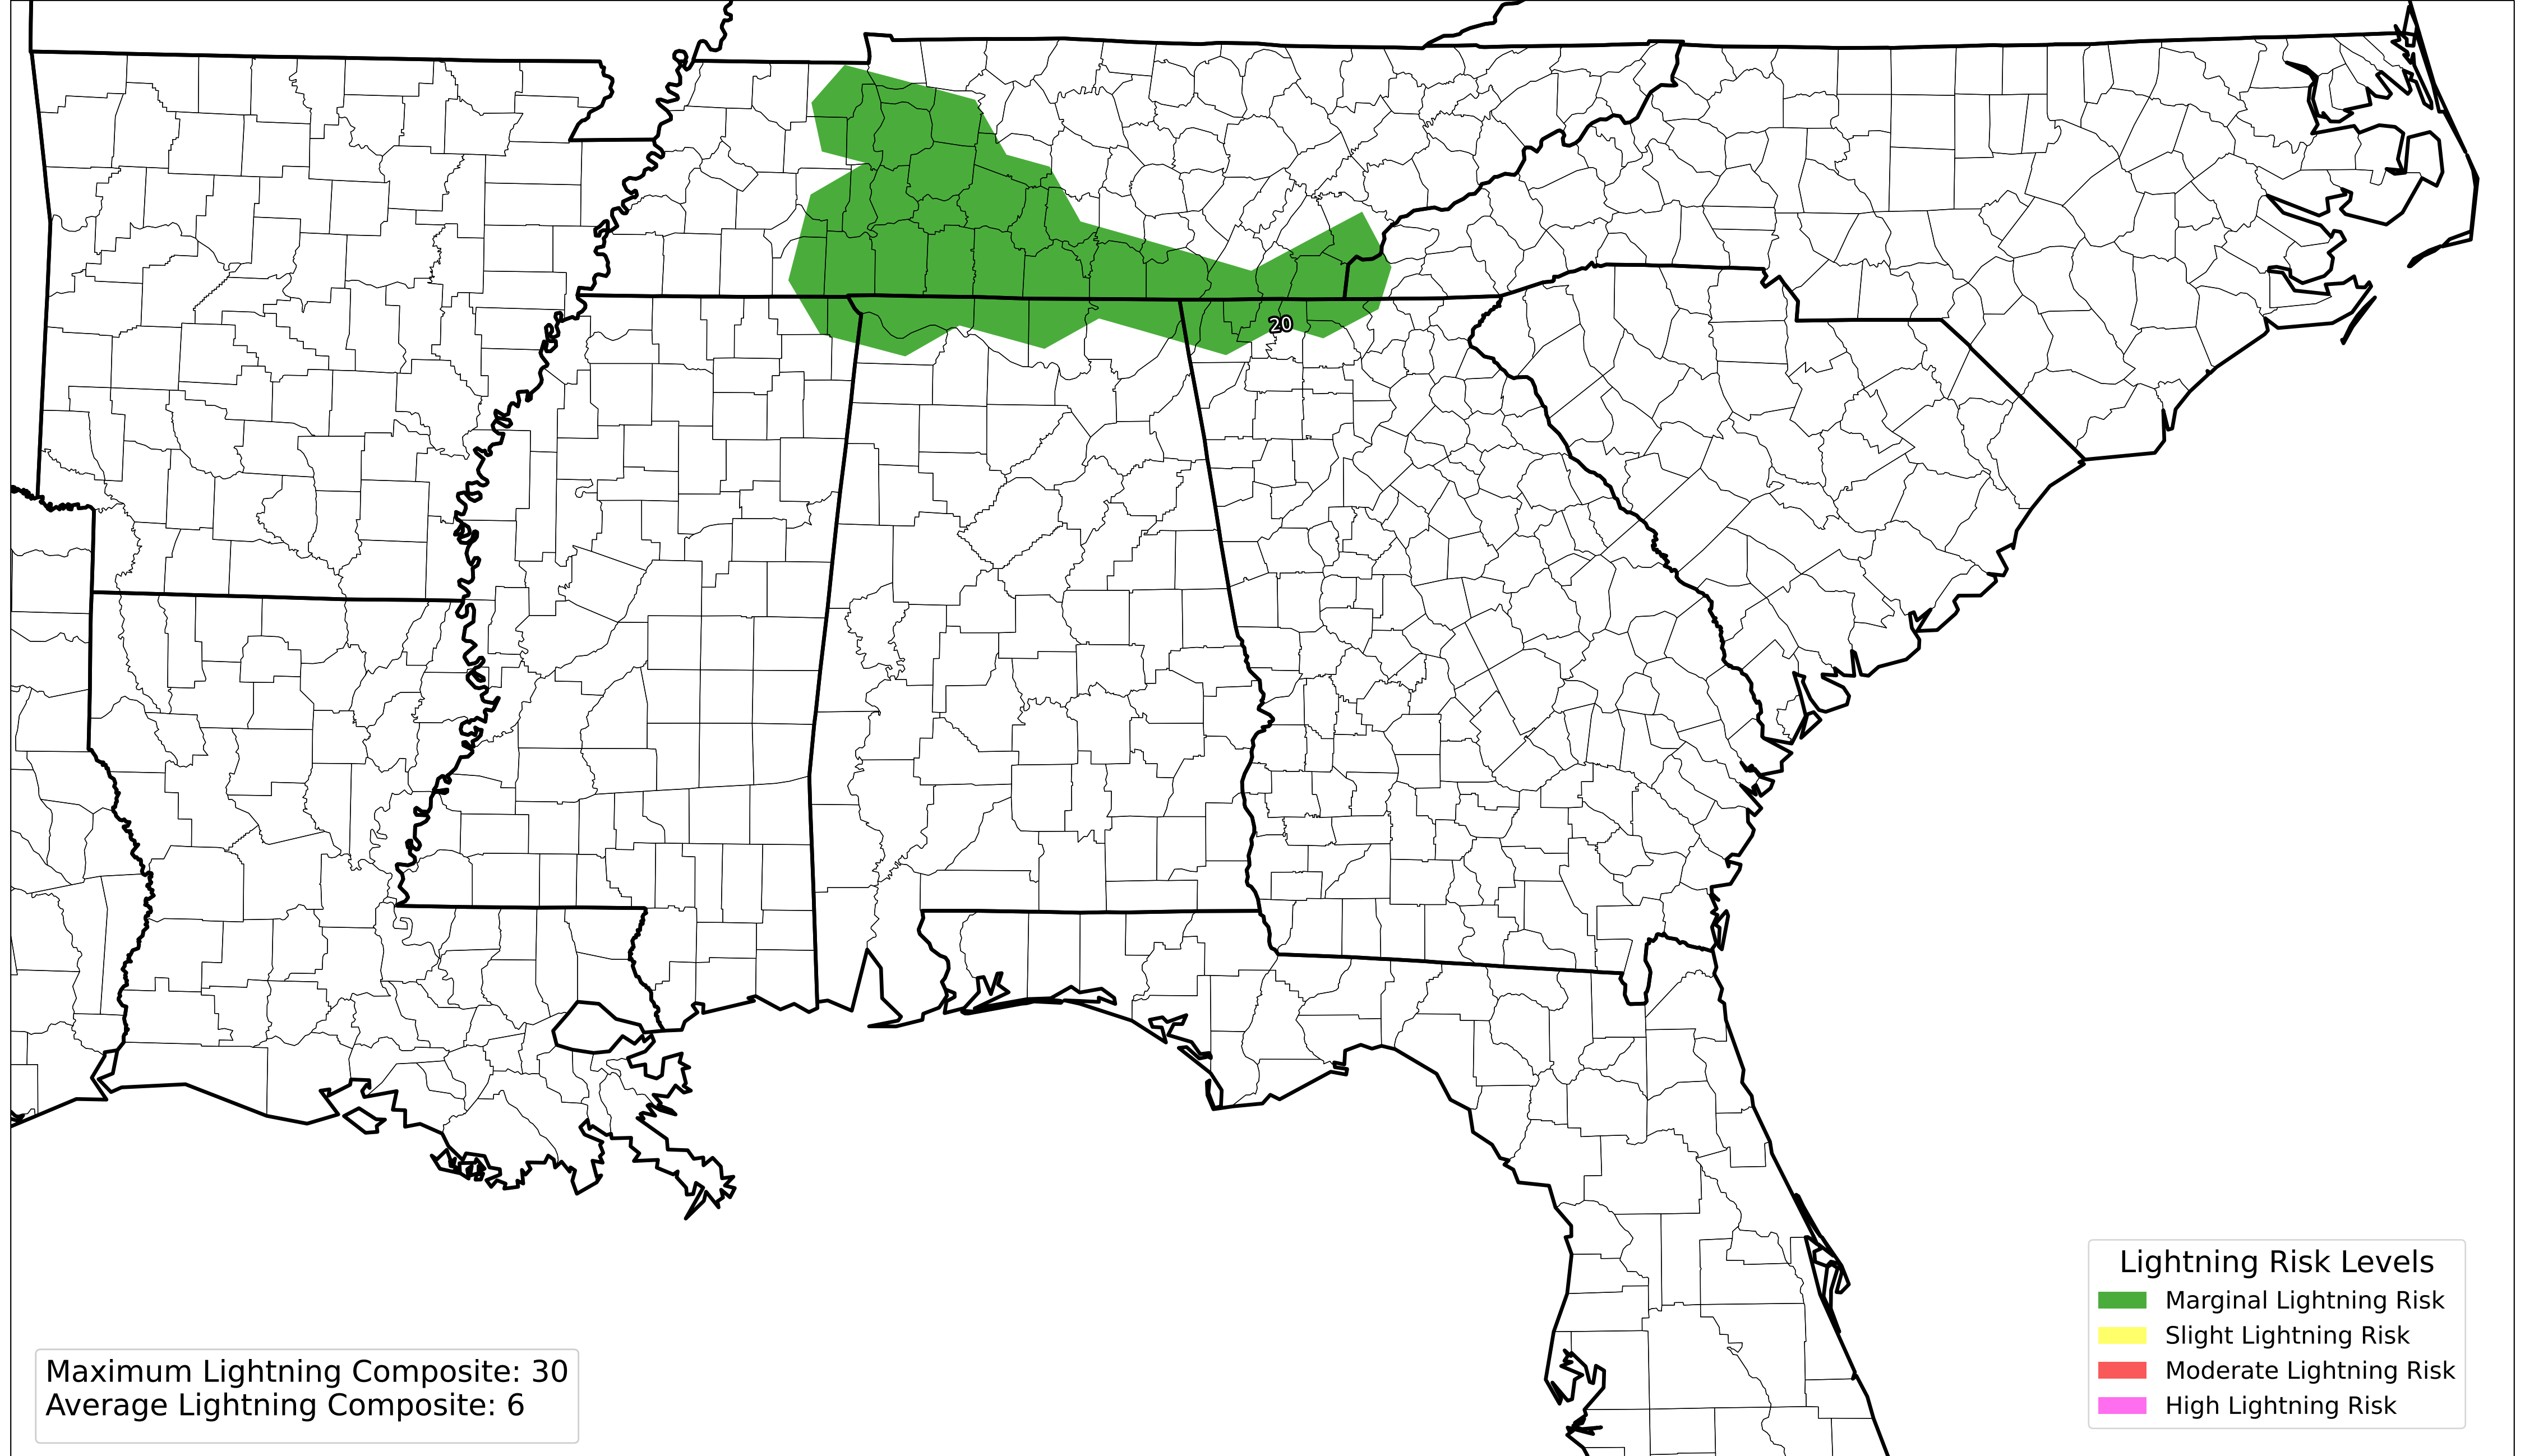 20
Lightning Risk Levels
Marginal Lightning Risk
Slight Lightning Risk
Moderate Lightning Risk
High Lightning Risk
Maximum Lightning Composite: 30
Average Lightning Composite: 6